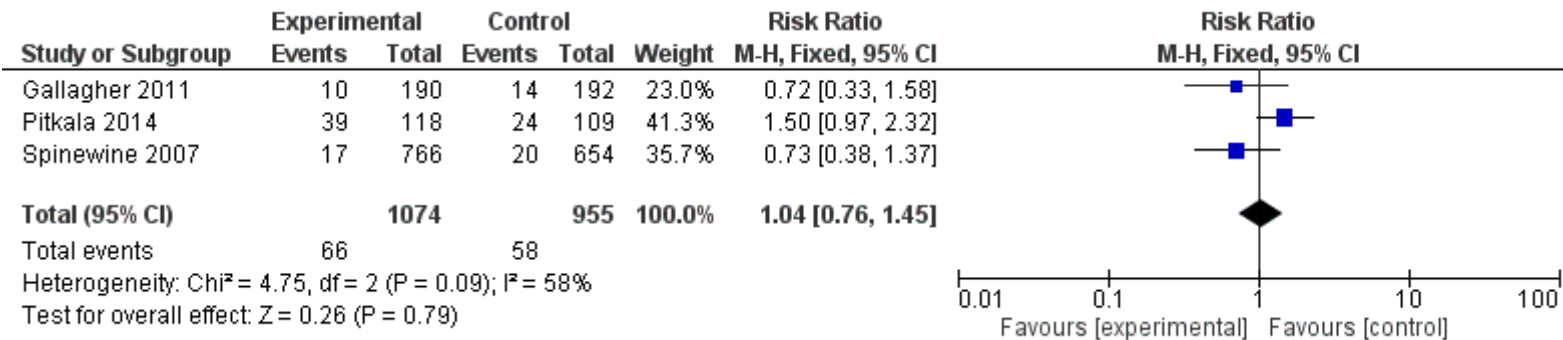 Experimental Control Risk Ratio Risk Ratio
Study or Subgroup Events Total Events Total Weight M-H, Fixed, 95% CI M-H, Fixed, 95% CI
Gallagher 2011 10 190 14 192 23.0% 0.72 [0.33, 1.58]
Pitkala 2014 39 118 24 109 41.3% 1.50 [0.97, 2.32]
Spinewine 2007 17 766 20 654 35.7% 0.73 [0.38, 1.37]
Total (95% CI) 1074 955 100.0% 1.04 [0.76, 1.45]
Total events 66 58
Heterogeneity: Chi² = 4.75, df = 2 (P = 0.09); I² = 58%
Test for overall effect: Z = 0.26 (P = 0.79)
0.01 0.1 1 10 100
Favours [experimental] Favours [control]